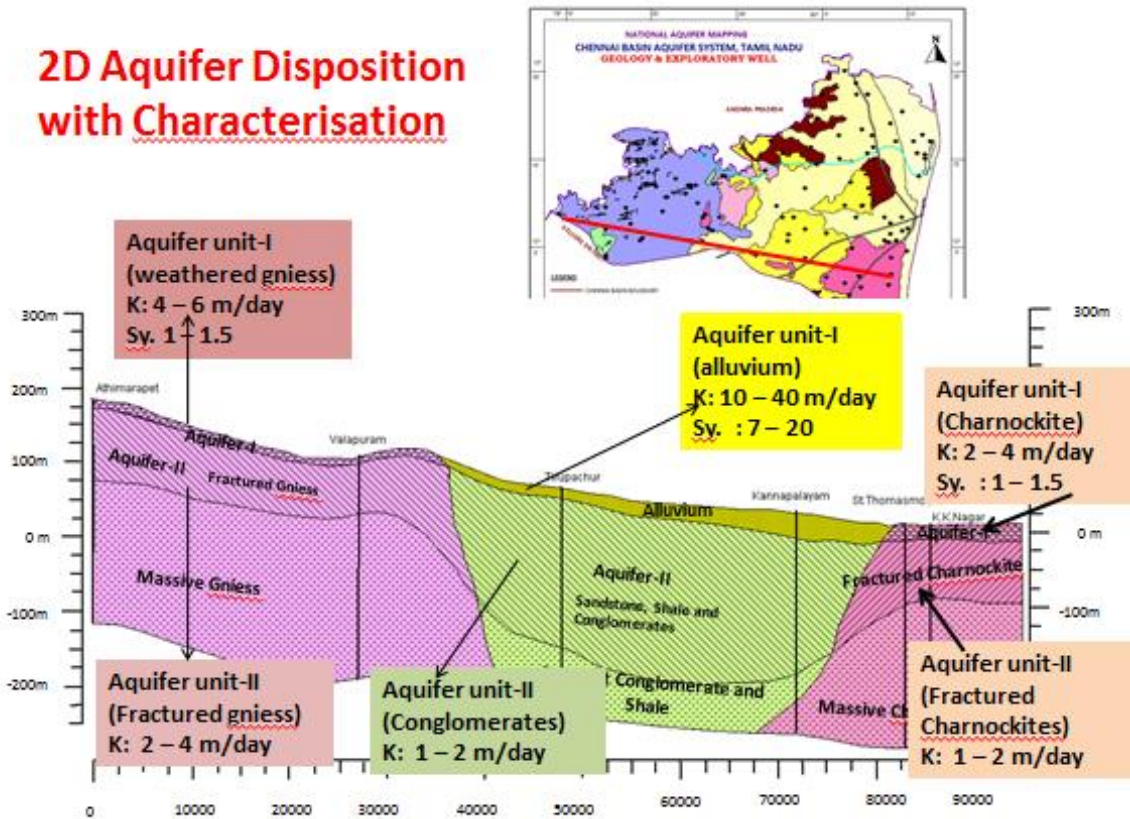 2D Aquifer Disposition
with Characterisation
NATIONAL AQUIFER MAPPING
CHENNAI BASIN AQUIFER SYSTEM, TAMIL NADU
GEOLOGY & EXPLORATORY WELL
N
ANDHRA PRADESH
LEGEND
Aquifer unit-I
(weathered gniess)
K: 4 – 6 m/day
Sy. 1 – 1.5
Aquifer unit-I
(alluvium)
K: 10 – 40 m/day
Sy. : 7 – 20
Aquifer unit-I
(Charnockite)
K: 2 – 4 m/day
Sy. : 1 – 1.5
300m
200m
100m
0 m
-100m
-200m
300m
200m
100m
0 m
-100m
Athimarapet
Valapuram
Kannapalayam
St.Thomasmo
K.K.Nagar
Aquifer-I
Aquifer-II
Fractured Gniess
Massive Gniess
Alluvium
Aquifer-II
Sandstone, Shale and
Conglomerates
t Conglomerate and
Shale
Aquifer-I
Fractured Charnockite
Massive Ch
Aquifer unit-II
(Fractured gniess)
K: 2 – 4 m/day
Aquifer unit-II
(Conglomerates)
K: 1 – 2 m/day
Aquifer unit-II
(Fractured
Charnockites)
K: 1 – 2 m/day
0 10000 20000 30000 40000 50000 60000 70000 80000 90000